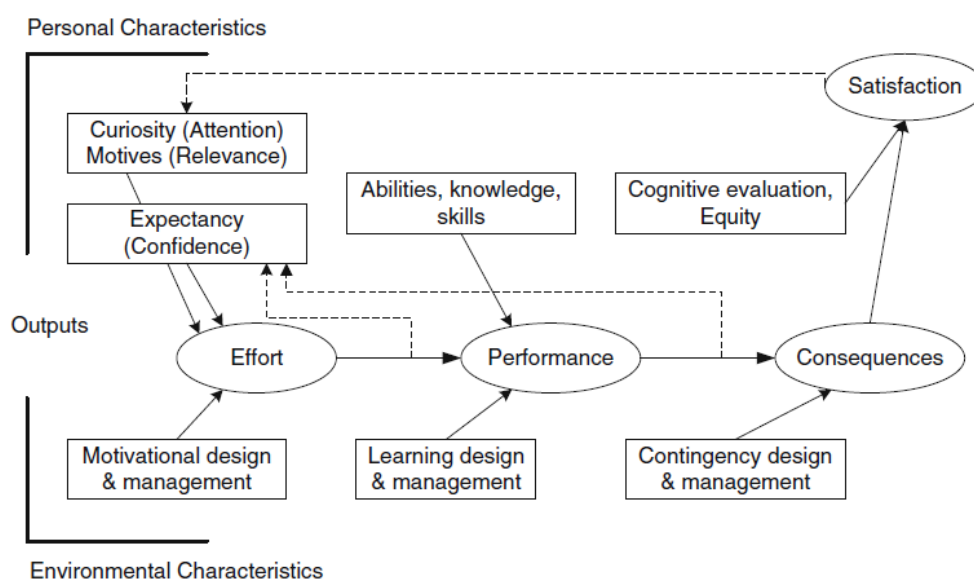 Personal Characteristics
Satisfaction
Curiosity (Attention)
Motives (Relevance)
Abilities, knowledge,
skills
Cognitive evaluation,
Equity
Expectancy
(Confidence)
Outputs
Effort
Performance
Consequences
Motivational design
& management
Learning design
& management
Contingency design
& management
Environmental Characteristics